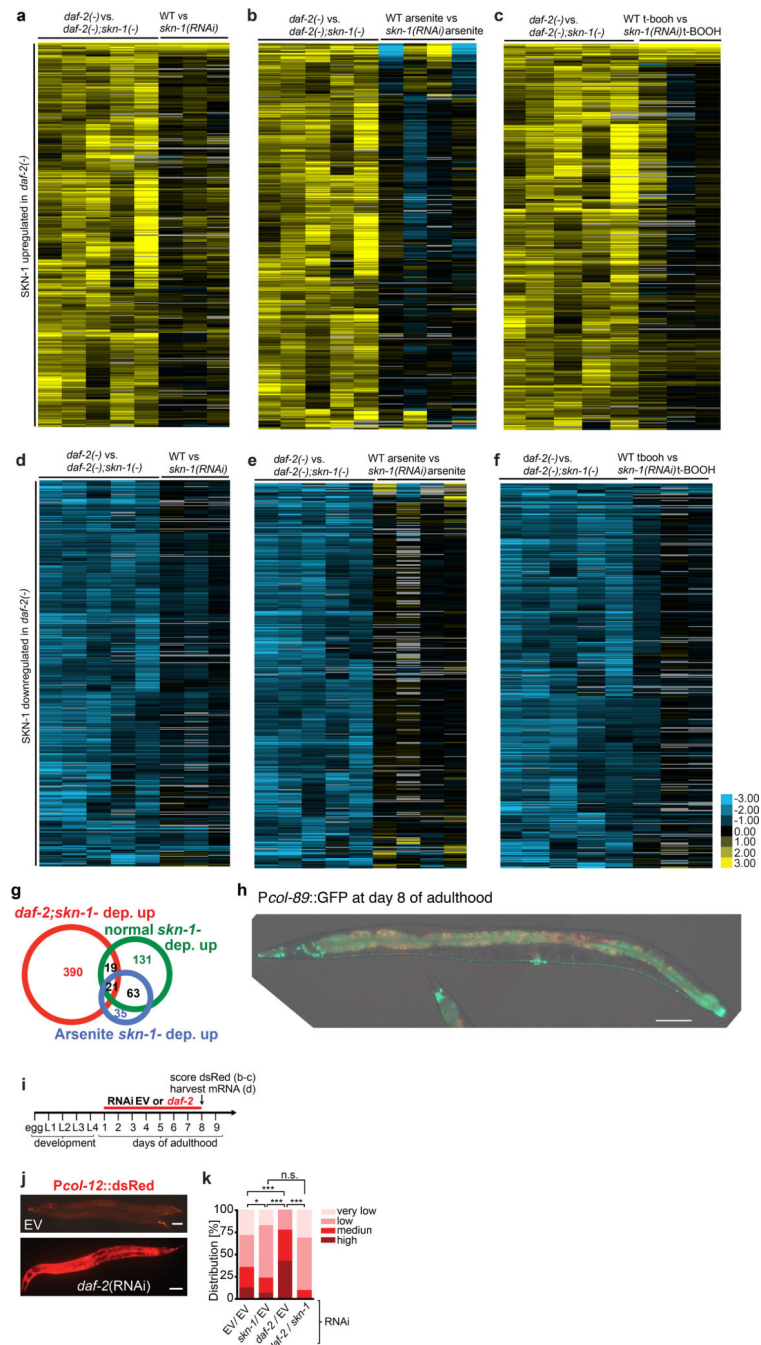 a
daf-2(-) vs.
daf-2(-);skn-1(-)
WT vs
skn-1(RNAi)
b
daf-2(-) vs.
daf-2(-);skn-1(-)
WT arsenite vs
skn-1(RNAi) arsenite
c
daf-2(-) vs.
daf-2(-);skn-1(-)
WT t-booh vs
skn-1(RNAi)t-BOOH
SKN-1 upregulated in daf-2(-)
d
daf-2(-) vs.
daf-2(-);skn-1(-)
WT vs
skn-1(RNAi)
e
daf-2(-) vs.
daf-2(-);skn-1(-)
WT arsenite vs
skn-1(RNAi) arsenite
f
daf-2(-) vs.
daf-2(-);skn-1(-)
WT tbooh vs
skn-1(RNAi)t-BOOH
SKN-1 downregulated in daf-2(-)
-3.00
-2.00
-1.00
0.00
1.00
2.00
3.00
g
daf-2;skn-1- dep. up
normal skn-1-
dep. up
390
19
131
21
63
35
Arsenite skn-1- dep. up
h
Pcol-89::GFP at day 8 of adulthood
i
score dsRed (b-c)
harvest mRNA (d)
RNAi EV or daf-2
egg L1 L2 L3 L4 1 2 3 4 5 6 7 8 9
development
days of adulthood
j
Pcol-12::dsRed
EV
daf-2(RNAi)
k
n.s.
***
* *** ***
100
75
50
25
0
Distribution [%]
very low
low
mediun
high
EV/EV
skn-1/EV
daf-2/EV
daf-2/skn-1
RNAi